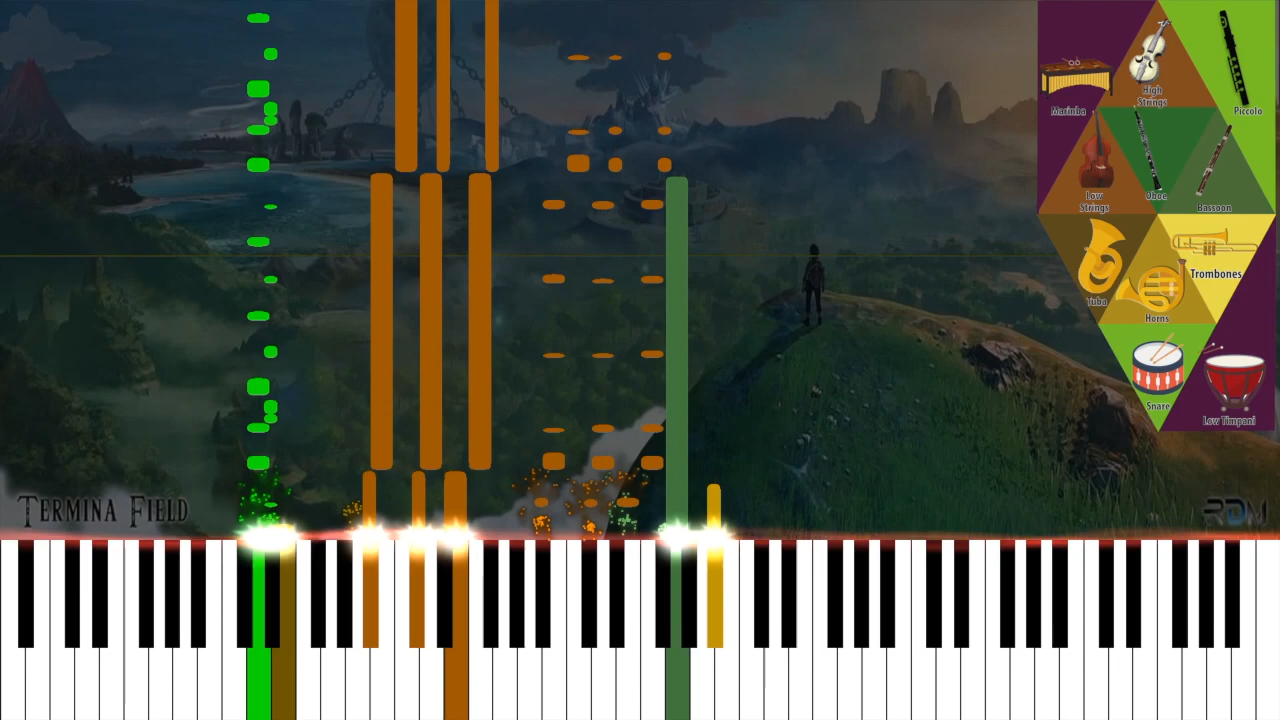 High
Strings
Marimba
Piccolo
Low
Strings
Oboe
Bassoon
Trombones
Tuba
Horns
Snare
Low Timpani
Termina Field
RDM